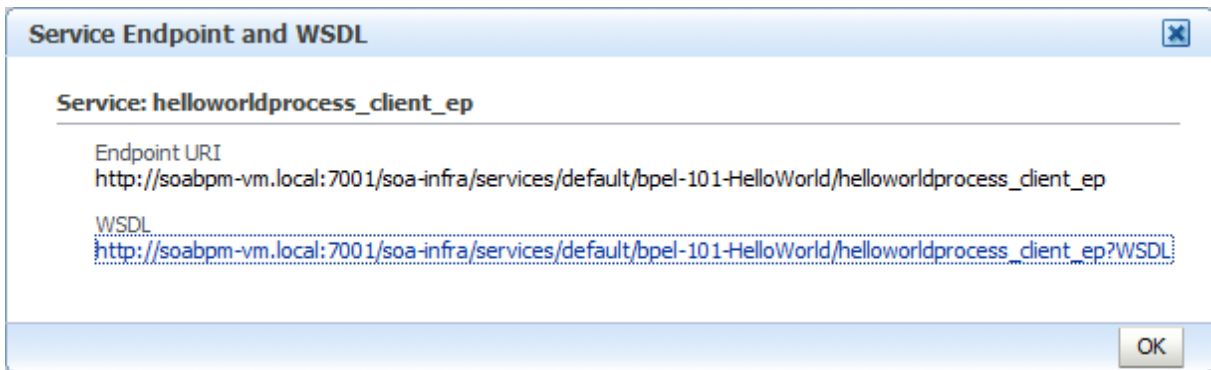 Service Endpoint and WSDL
Service: helloworldprocess_client_ep
Endpoint URI
http://soabpm-vm.local:7001/soa-infra/services/default/bpel-101-HelloWorld/helloworldprocess_client_ep
WSDL
http://soabpm-vm.local:7001/soa-infra/services/default/bpel-101-HelloWorld/helloworldprocess_client_ep?WSDL
OK